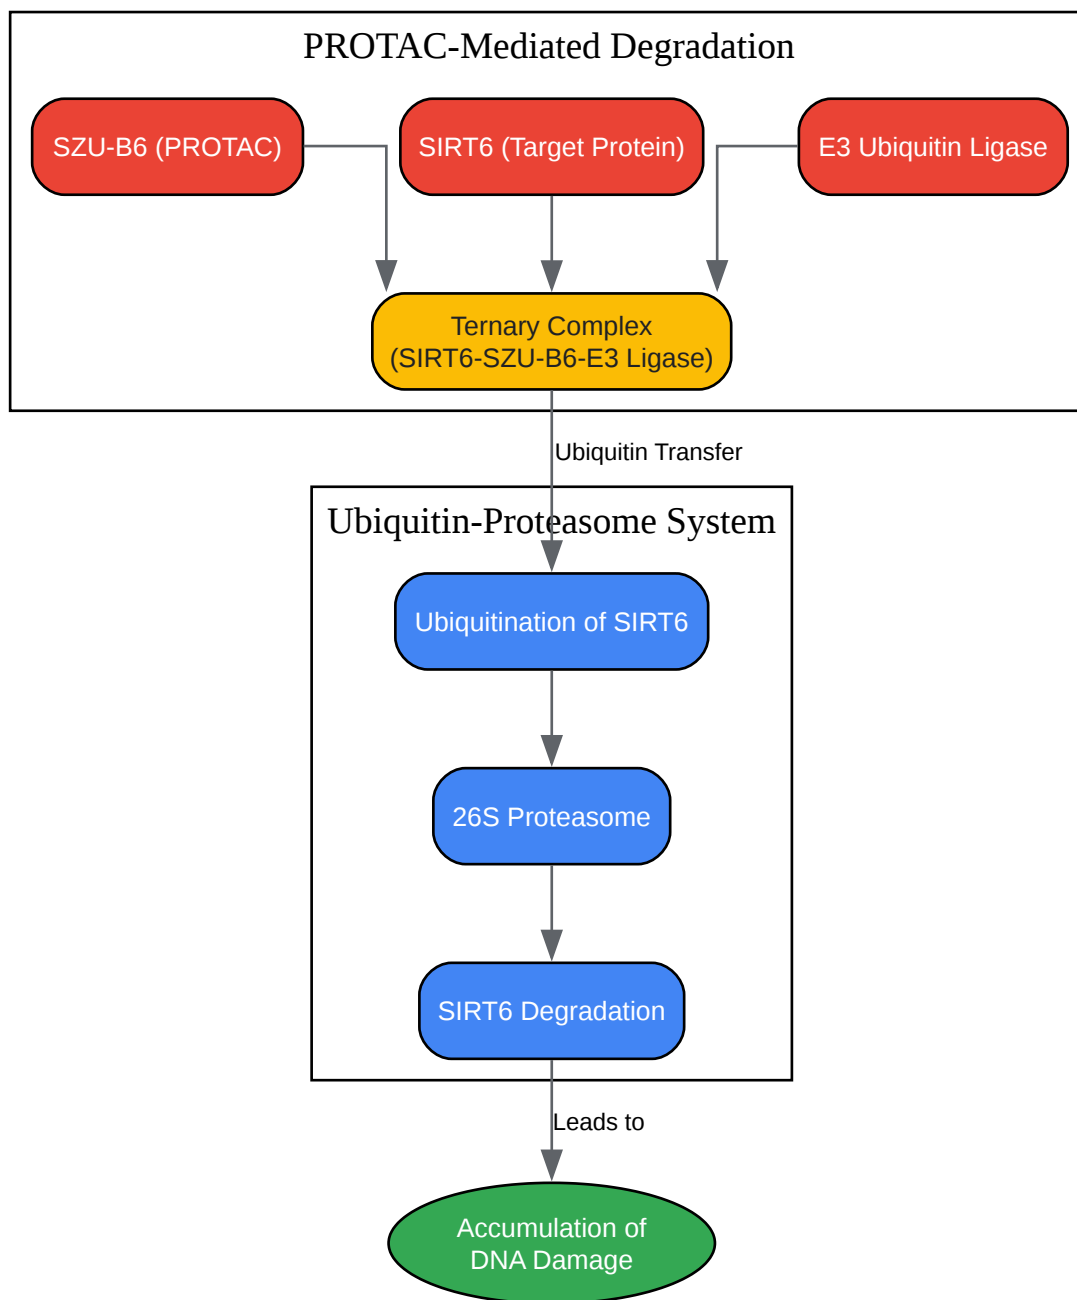 PROTAC-Mediated Degradation
SZU-B6 (PROTAC)
SIRT6 (Target Protein)
E3 Ubiquitin Ligase
Ternary Complex
(SIRT6-SZU-B6-E3 Ligase)
Ubiquitin Transfer
Ubiquitin-Proteasome System
Ubiquitination of SIRT6
26S Proteasome
SIRT6 Degradation
Leads to
Accumulation of
DNA Damage